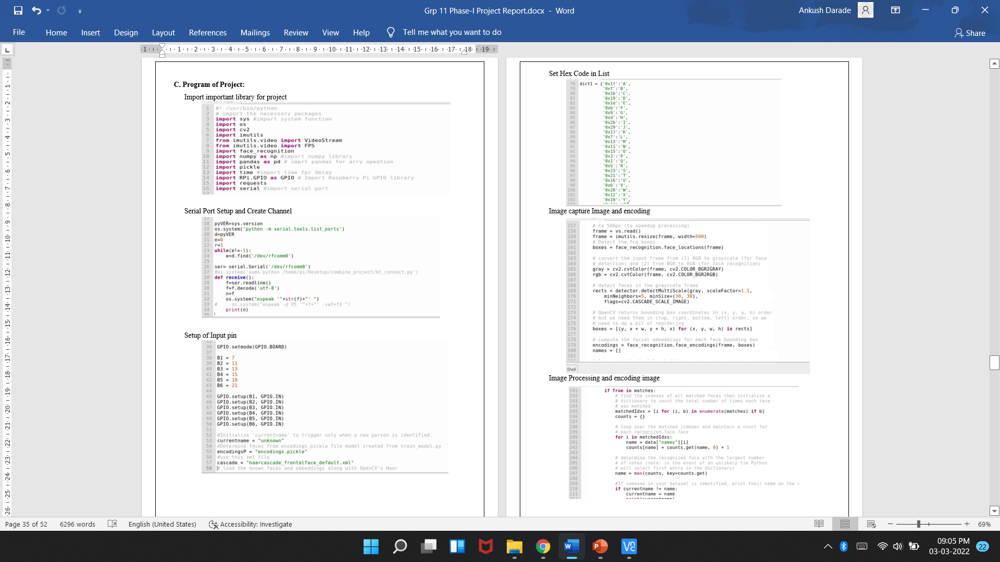 Grp 11 Phase-I Project Report.docx - Word
Ankush Darade
File Home Insert Design Layout References Mailings Review View Help Tell me what you want to do
Share
C. Program of Project:
Import important library for project
1 #! /usr/bin/python
2 # import the necessary packages
3 import sys #import system function
4 import os
5 import cv2
6 import imutils
7 from imutils.video import VideoStream
8 from imutils.video import FPS
9 import face_recognition
10 import numpy as np #import numpy library
11 import pandas as pd # imprt pandas for arry opeation
12 import pickle
13 import time #import time fpr delay
14 import RPi.GPIO as GPIO # Import Raspberry Pi GPIO library
15 import requests
16 import serial #import serial port
17
Serial Port Setup and Create Channel
17
18 pyVER=sys.version
19 os.system('python -m serial.tools.list_ports')
20 d=pyVER
21 e=0
22 r=1
23 while(e!=-1):
24 e=d.find('/dev/rfcomm0')
25
26 ser= serial.Serial('/dev/rfcomm0')
27 #os.system('sudo python /home/pi/Desktop/combine_project/bt_connect.py')
28 def receive():
29 f=ser.readline()
30 f=f.decode('utf-8')
31 n=f
32 os.system("espeak '"+str(f)+"' ")
33 # os.system("espeak -p 95 '"+f+"' -vaf+f3 ")
34 print(n)
35
Setup of Input pin
35
36 GPIO.setmode(GPIO.BOARD)
37
38 B1 = 7
39 B2 = 11
40 B3 = 13
41 B4 = 15
42 B5 = 19
43 B6 = 21
44
45 GPIO.setup(B1, GPIO.IN)
46 GPIO.setup(B2, GPIO.IN)
47 GPIO.setup(B3, GPIO.IN)
48 GPIO.setup(B4, GPIO.IN)
49 GPIO.setup(B5, GPIO.IN)
50 GPIO.setup(B6, GPIO.IN)
51
52 #Initialize 'currentname' to trigger only when a new person is identified.
53 currentname = "unknown"
54 #Determine faces from encodings.pickle file model created from train_model.py
55 encodingsP = "encodings.pickle"
56 #use this xml file
57 cascade = "haarcascade_frontalface_default.xml"
58 # load the known faces and embeddings along with OpenCV's Haar
Set Hex Code in List
78 dict1 = {'0x1f':'A',
79 '0xf':'B',
80 '0x1b':'C',
81 '0x19':'D',
82 '0x1d':'E',
83 '0xb':'F',
84 '0x9':'G',
85 '0xd':'H',
86 '0x2b':'I',
87 '0x29':'J',
88 '0x17':'K',
89 '0x7':'L',
90 '0x13':'M',
91 '0x11':'N',
92 '0x15':'O',
93 '0x3':'P',
94 '0x1':'Q',
95 '0x5':'R',
96 '0x23':'S',
97 '0x21':'T',
98 '0x16':'U',
99 '0x6':'V',
100 '0x28':'W',
101 '0x12':'X',
102 '0x10':'Y',
Image capture Image and encoding
157 # to 500px (to speedup processing)
158 frame = vs.read()
159 frame = imutils.resize(frame, width=500)
160 # Detect the fce boxes
161 boxes = face_recognition.face_locations(frame)
162
163 # convert the input frame from (1) BGR to grayscale (for face
164 # detection) and (2) from BGR to RGB (for face recognition)
165 gray = cv2.cvtColor(frame, cv2.COLOR_BGR2GRAY)
166 rgb = cv2.cvtColor(frame, cv2.COLOR_BGR2RGB)
167
168 # detect faces in the grayscale frame
169 rects = detector.detectMultiScale(gray, scaleFactor=1.1,
170 minNeighbors=5, minSize=(30, 30),
171 flags=cv2.CASCADE_SCALE_IMAGE)
172
173 # OpenCV returns bounding box coordinates in (x, y, w, h) order
174 # but we need them in (top, right, bottom, left) order, so we
175 # need to do a bit of reordering
176 boxes = [(y, x + w, y + h, x) for (x, y, w, h) in rects]
177
178 # compute the facial embeddings for each face bounding box
179 encodings = face_recognition.face_encodings(frame, boxes)
180 names = []
181
Shell
Image Processing and encoding image
191 if True in matches:
192 # find the indexes of all matched faces then initialize a
193 # dictionary to count the total number of times each face
194 # was matched
195 matchedIdxs = [i for (i, b) in enumerate(matches) if b]
196 counts = {}
197
198 # loop over the matched indexes and maintain a count for
199 # each recognized face face
200 for i in matchedIdxs:
201 name = data["names"][i]
202 counts[name] = counts.get(name, 0) + 1
203
204 # determine the recognized face with the largest number
205 # of votes (note: in the event of an unlikely tie Python
206 # will select first entry in the dictionary)
207 name = max(counts, key=counts.get)
208
209 #If someone in your dataset is identified, print their name on the s
210 if currentname != name:
211 currentname = name
212 print(currentname)
Page 35 of 52 6296 words English (United States) Accessibility: Investigate 69%
09:05 PM
03-03-2022
22